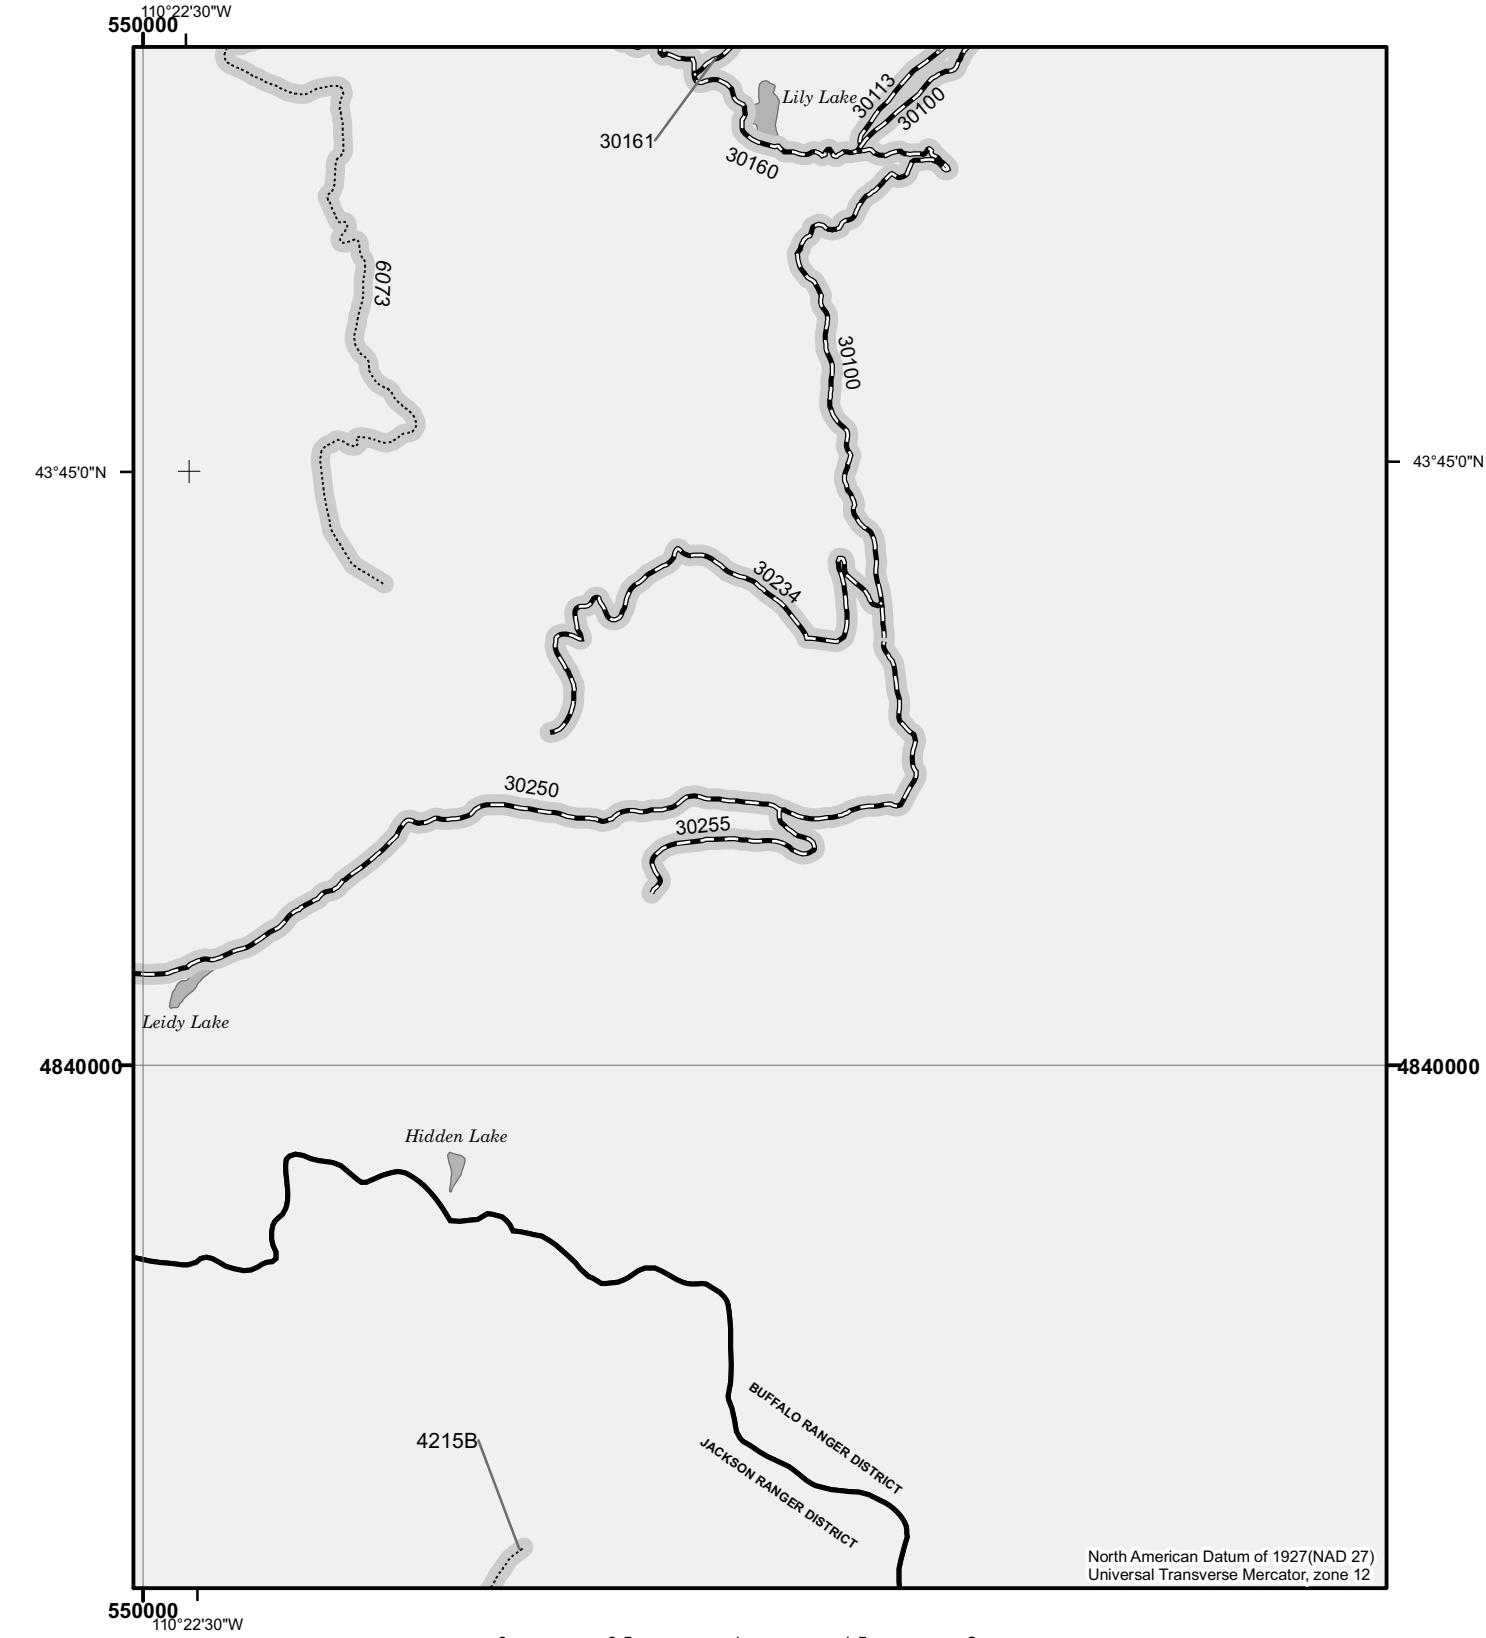 110°22'30"W
550000
Lily Lake
30113
30100
30161
30160
6073
30100
43°45'0"N
43°45'0"N
30234
30250
30255
Leidy Lake
4840000
4840000
Hidden Lake
BUFFALO RANGER DISTRICT
JACKSON RANGER DISTRICT
4215B
North American Datum of 1927(NAD 27)
Universal Transverse Mercator, zone 12
550000
110°22'30"W